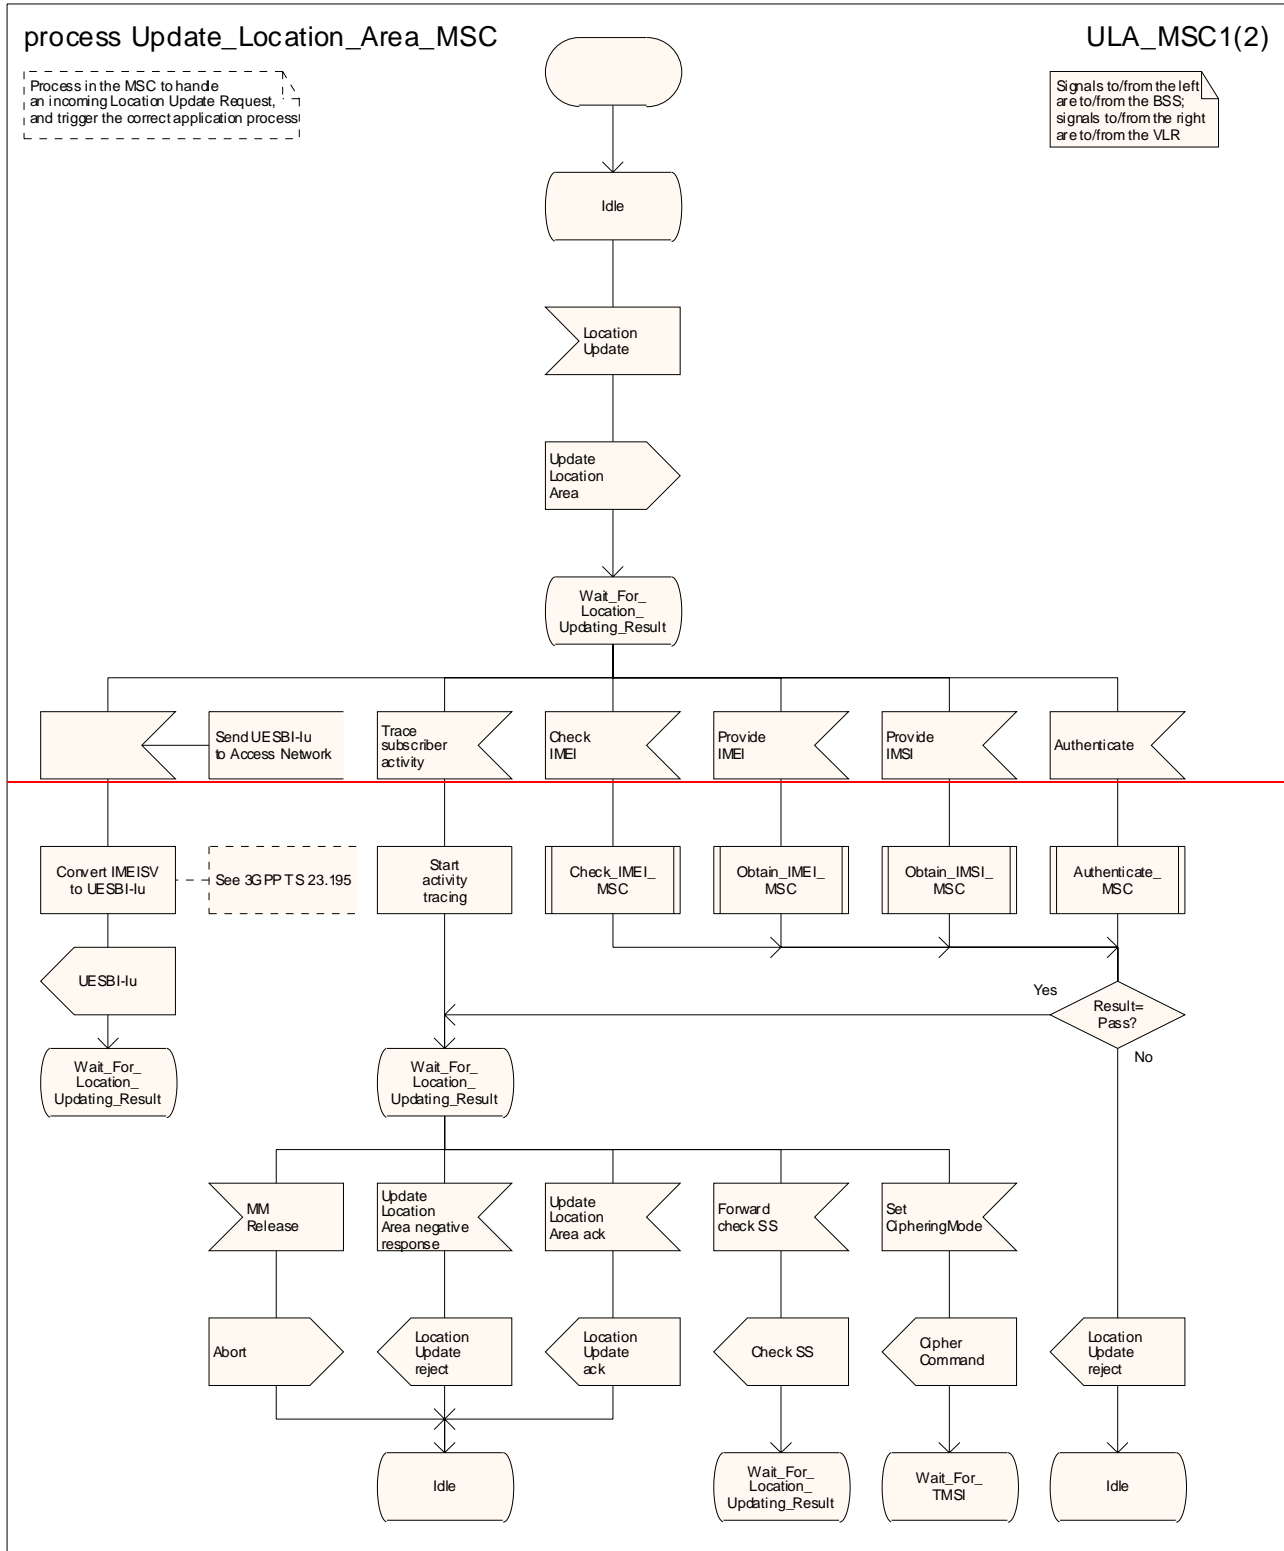 process Update_Location_Area_MSC
ULA_MSC1(2)
Process in the MSC to handle
an incoming Location Update Request,
and trigger the correct application process
Signals to/from the left
are to/from the BSS;
signals to/from the right
are to/from the VLR
Idle
Location
Update
Update
Location
Area
Wait_For_
Location_
Updating_Result
Send UESBI-Iu
to Access Network
Trace
subscriber
activity
Check
IMEI
Provide
IMEI
Provide
IMSI
Authenticate
Convert IMEISV
to UESBI-Iu
See 3GPP TS 23.195
Start
activity
tracing
Check_IMEI_
MSC
Obtain_IMEI_
MSC
Obtain_IMSI_
MSC
Authenticate_
MSC
UESBI-Iu
Yes
Result=
Pass?
No
Wait_For_
Location_
Updating_Result
Wait_For_
Location_
Updating_Result
MM
Release
Update
Location
Area negative
response
Update
Location
Area ack
Forward
check SS
Set
CipheringMode
Abort
Location
Update
reject
Location
Update
ack
Check SS
Cipher
Command
Location
Update
reject
Idle
Wait_For_
Location_
Updating_Result
Wait_For_
TMSI
Idle